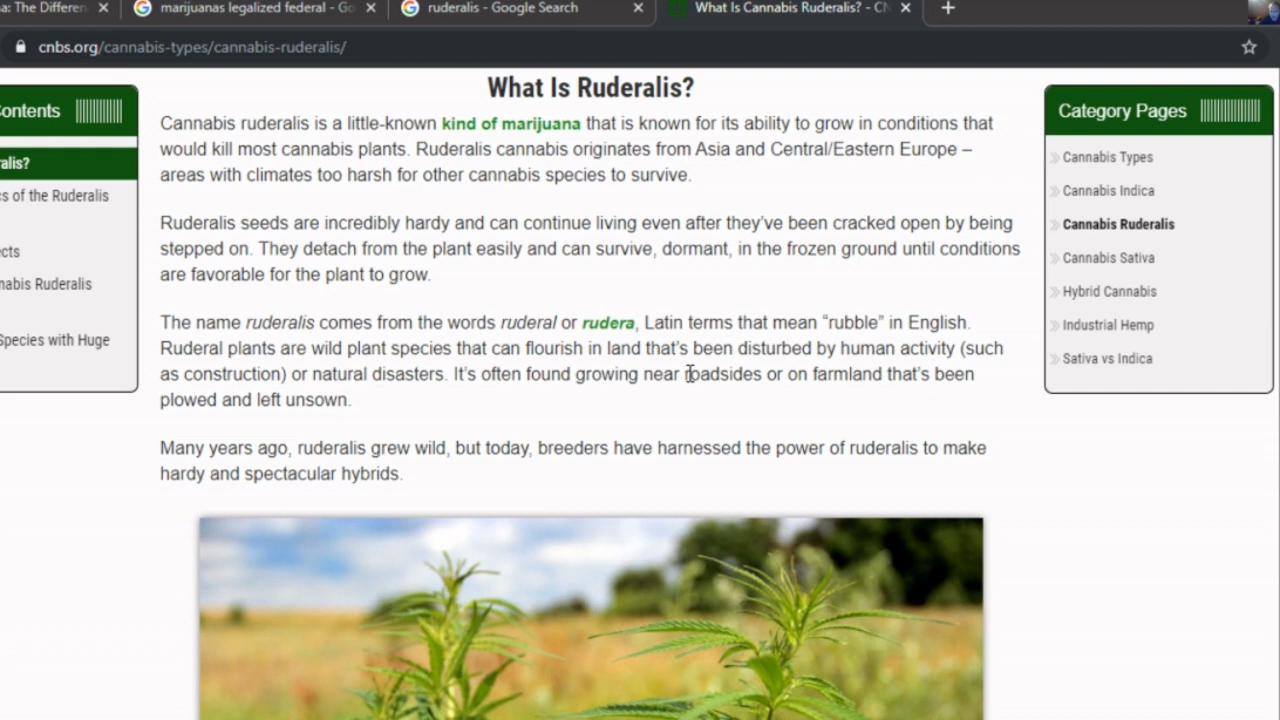 a: The Differen
marijuanas legalized federal - Go
ruderalis - Google Search
What Is Cannabis Ruderalis? - CN
cnbs.org/cannabis-types/cannabis-ruderalis/
What Is Ruderalis?
Cannabis ruderalis is a little-known kind of marijuana that is known for its ability to grow in conditions that
would kill most cannabis plants. Ruderalis cannabis originates from Asia and Central/Eastern Europe –
areas with climates too harsh for other cannabis species to survive.
Ruderalis seeds are incredibly hardy and can continue living even after they’ve been cracked open by being
stepped on. They detach from the plant easily and can survive, dormant, in the frozen ground until conditions
are favorable for the plant to grow.
The name ruderalis comes from the words ruderal or rudera, Latin terms that mean “rubble” in English.
Ruderal plants are wild plant species that can flourish in land that’s been disturbed by human activity (such
as construction) or natural disasters. It’s often found growing near roadsides or on farmland that’s been
plowed and left unsown.
Many years ago, ruderalis grew wild, but today, breeders have harnessed the power of ruderalis to make
hardy and spectacular hybrids.
ontents
ralis?
cs of the Ruderalis
cts
nabis Ruderalis
Species with Huge
Category Pages
Cannabis Types
Cannabis Indica
Cannabis Ruderalis
Cannabis Sativa
Hybrid Cannabis
Industrial Hemp
Sativa vs Indica